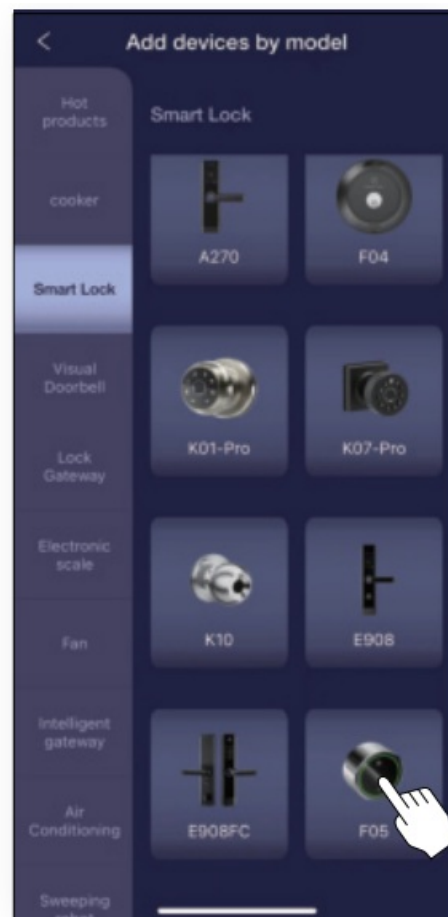 Add devices by model
Hot
products
cooker
Smart Lock
Visual
Doorbell
Lock
Gateway
Electronic
scale
Fan
Intelligent
gateway
Air
Conditioning
Sweeping
Smart Lock
A270
F04
K01-Pro
K07-Pro
K10
E908
E908FC
F05